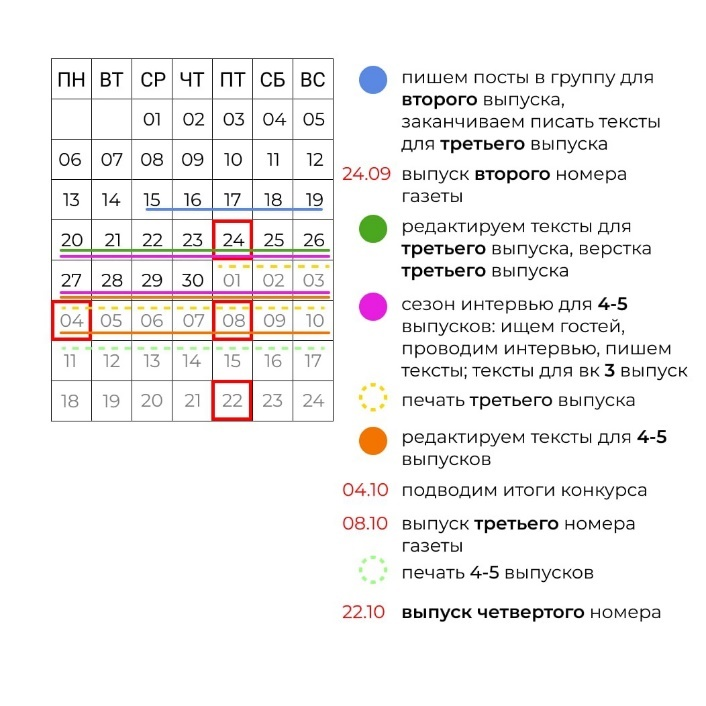 ПН ВТ СР ЧТ ПТ СБ ВС
01 02 03 04 05
06 07 08 09 10 11 12
13 14 15 16 17 18 19
20 21 22 23 24 25 26
27 28 29 30 01 02 03
04 05 06 07 08 09 10
11 12 13 14 15 16 17
18 19 20 21 22 23 24
пишем посты в группу для
второго выпуска,
заканчиваем писать тексты
для третьего выпуска
24.09 выпуск второго номера
газеты
редактируем тексты для
третьего выпуска, верстка
третьего выпуска
сезон интервью для 4-5
выпусков: ищем гостей,
проводим интервью, пишем
тексты; тексты для вк 3 выпуск
печать третьего выпуска
редактируем тексты для 4-5
выпусков
04.10 подводим итоги конкурса
08.10 выпуск третьего номера
газеты
печать 4-5 выпусков
22.10 выпуск четвертого номера